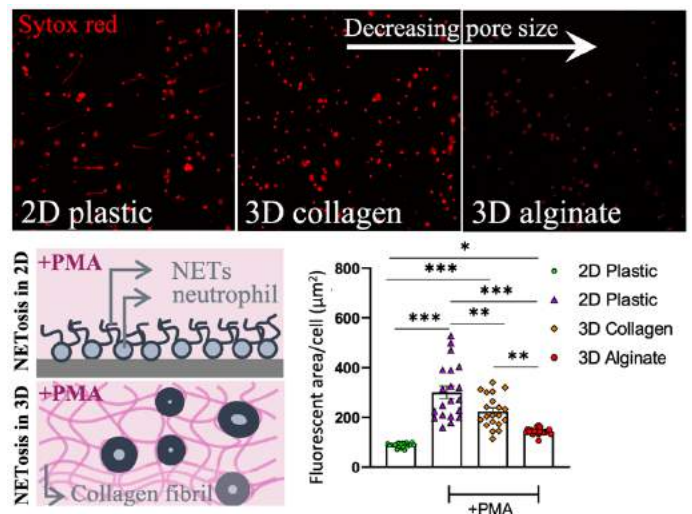 Sytox red
Decreasing pore size
2D plastic
3D collagen
3D alginate
NETosis in 2D
+PMA
NETs
neutrophil
NETosis in 3D
+PMA
Collagen fibril
Fluorescent area/cell (µm²)
800
600
400
200
0
*
***
***
***
**
**
2D Plastic
2D Plastic
3D Collagen
3D Alginate
+PMA